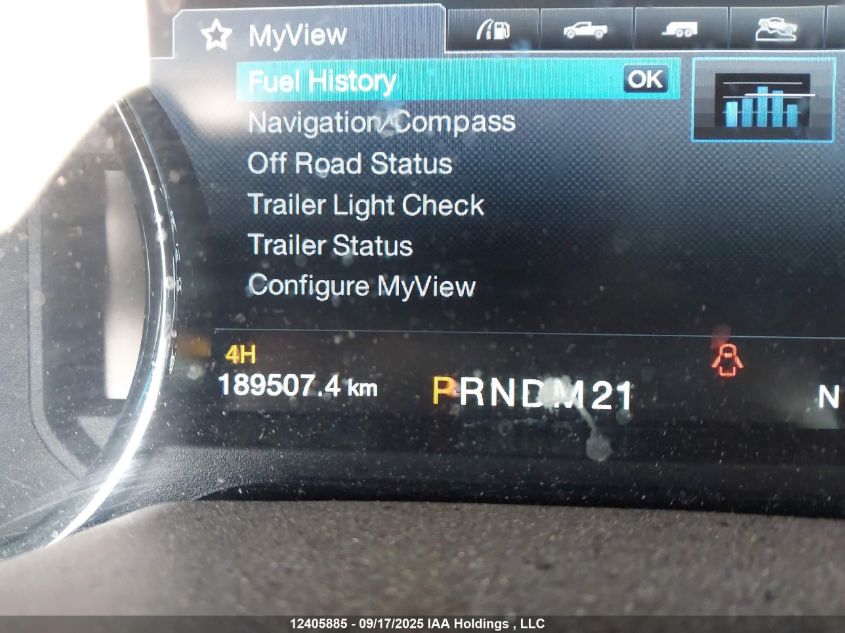 MyView
Fuel History OK
Navigation/Compass
Off Road Status
Trailer Light Check
Trailer Status
Configure MyView
4H
189507.4 km PRNDM21 N
12405885 - 09/17/2025 IAA Holdings , LLC